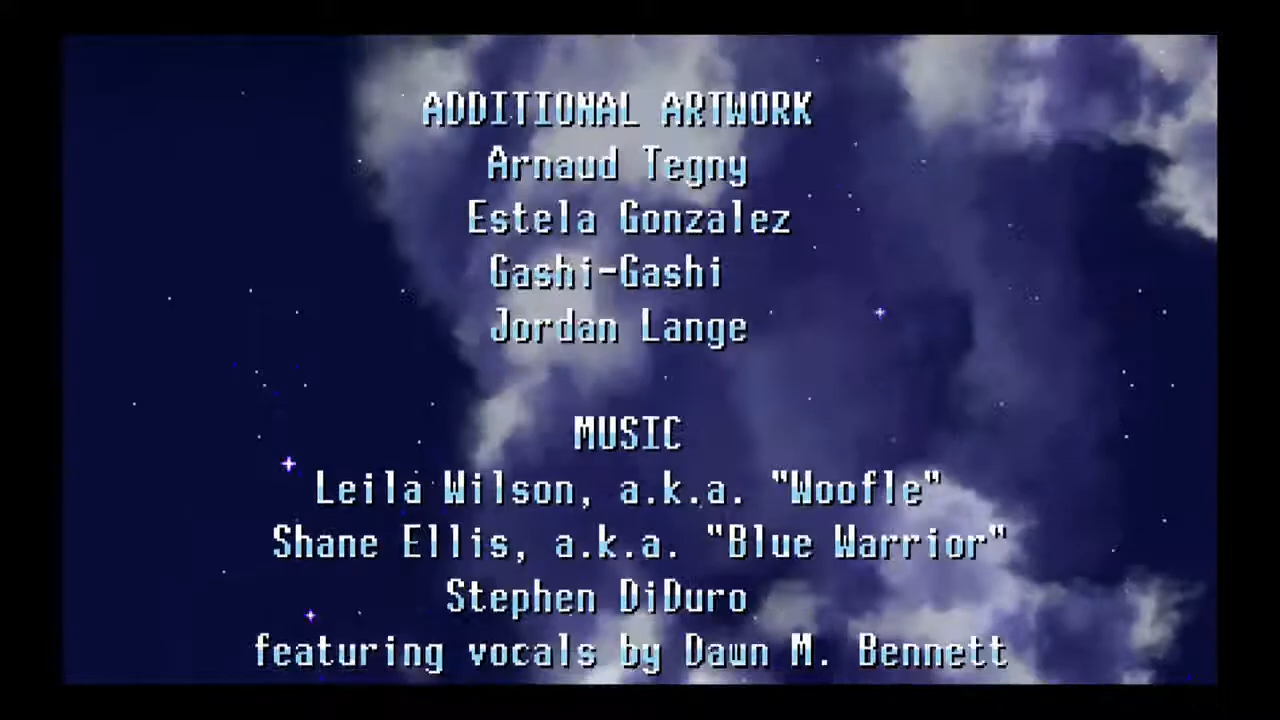 ADDITIONAL ARTWORK
Arnaud Tegny
Estela Gonzalez
Gashi-Gashi
Jordan Lange
MUSIC
Leila Wilson, a.k.a. "Woofle"
Shane Ellis, a.k.a. "Blue Warrior"
Stephen DiDuro
featuring vocals by Dawn M. Bennett